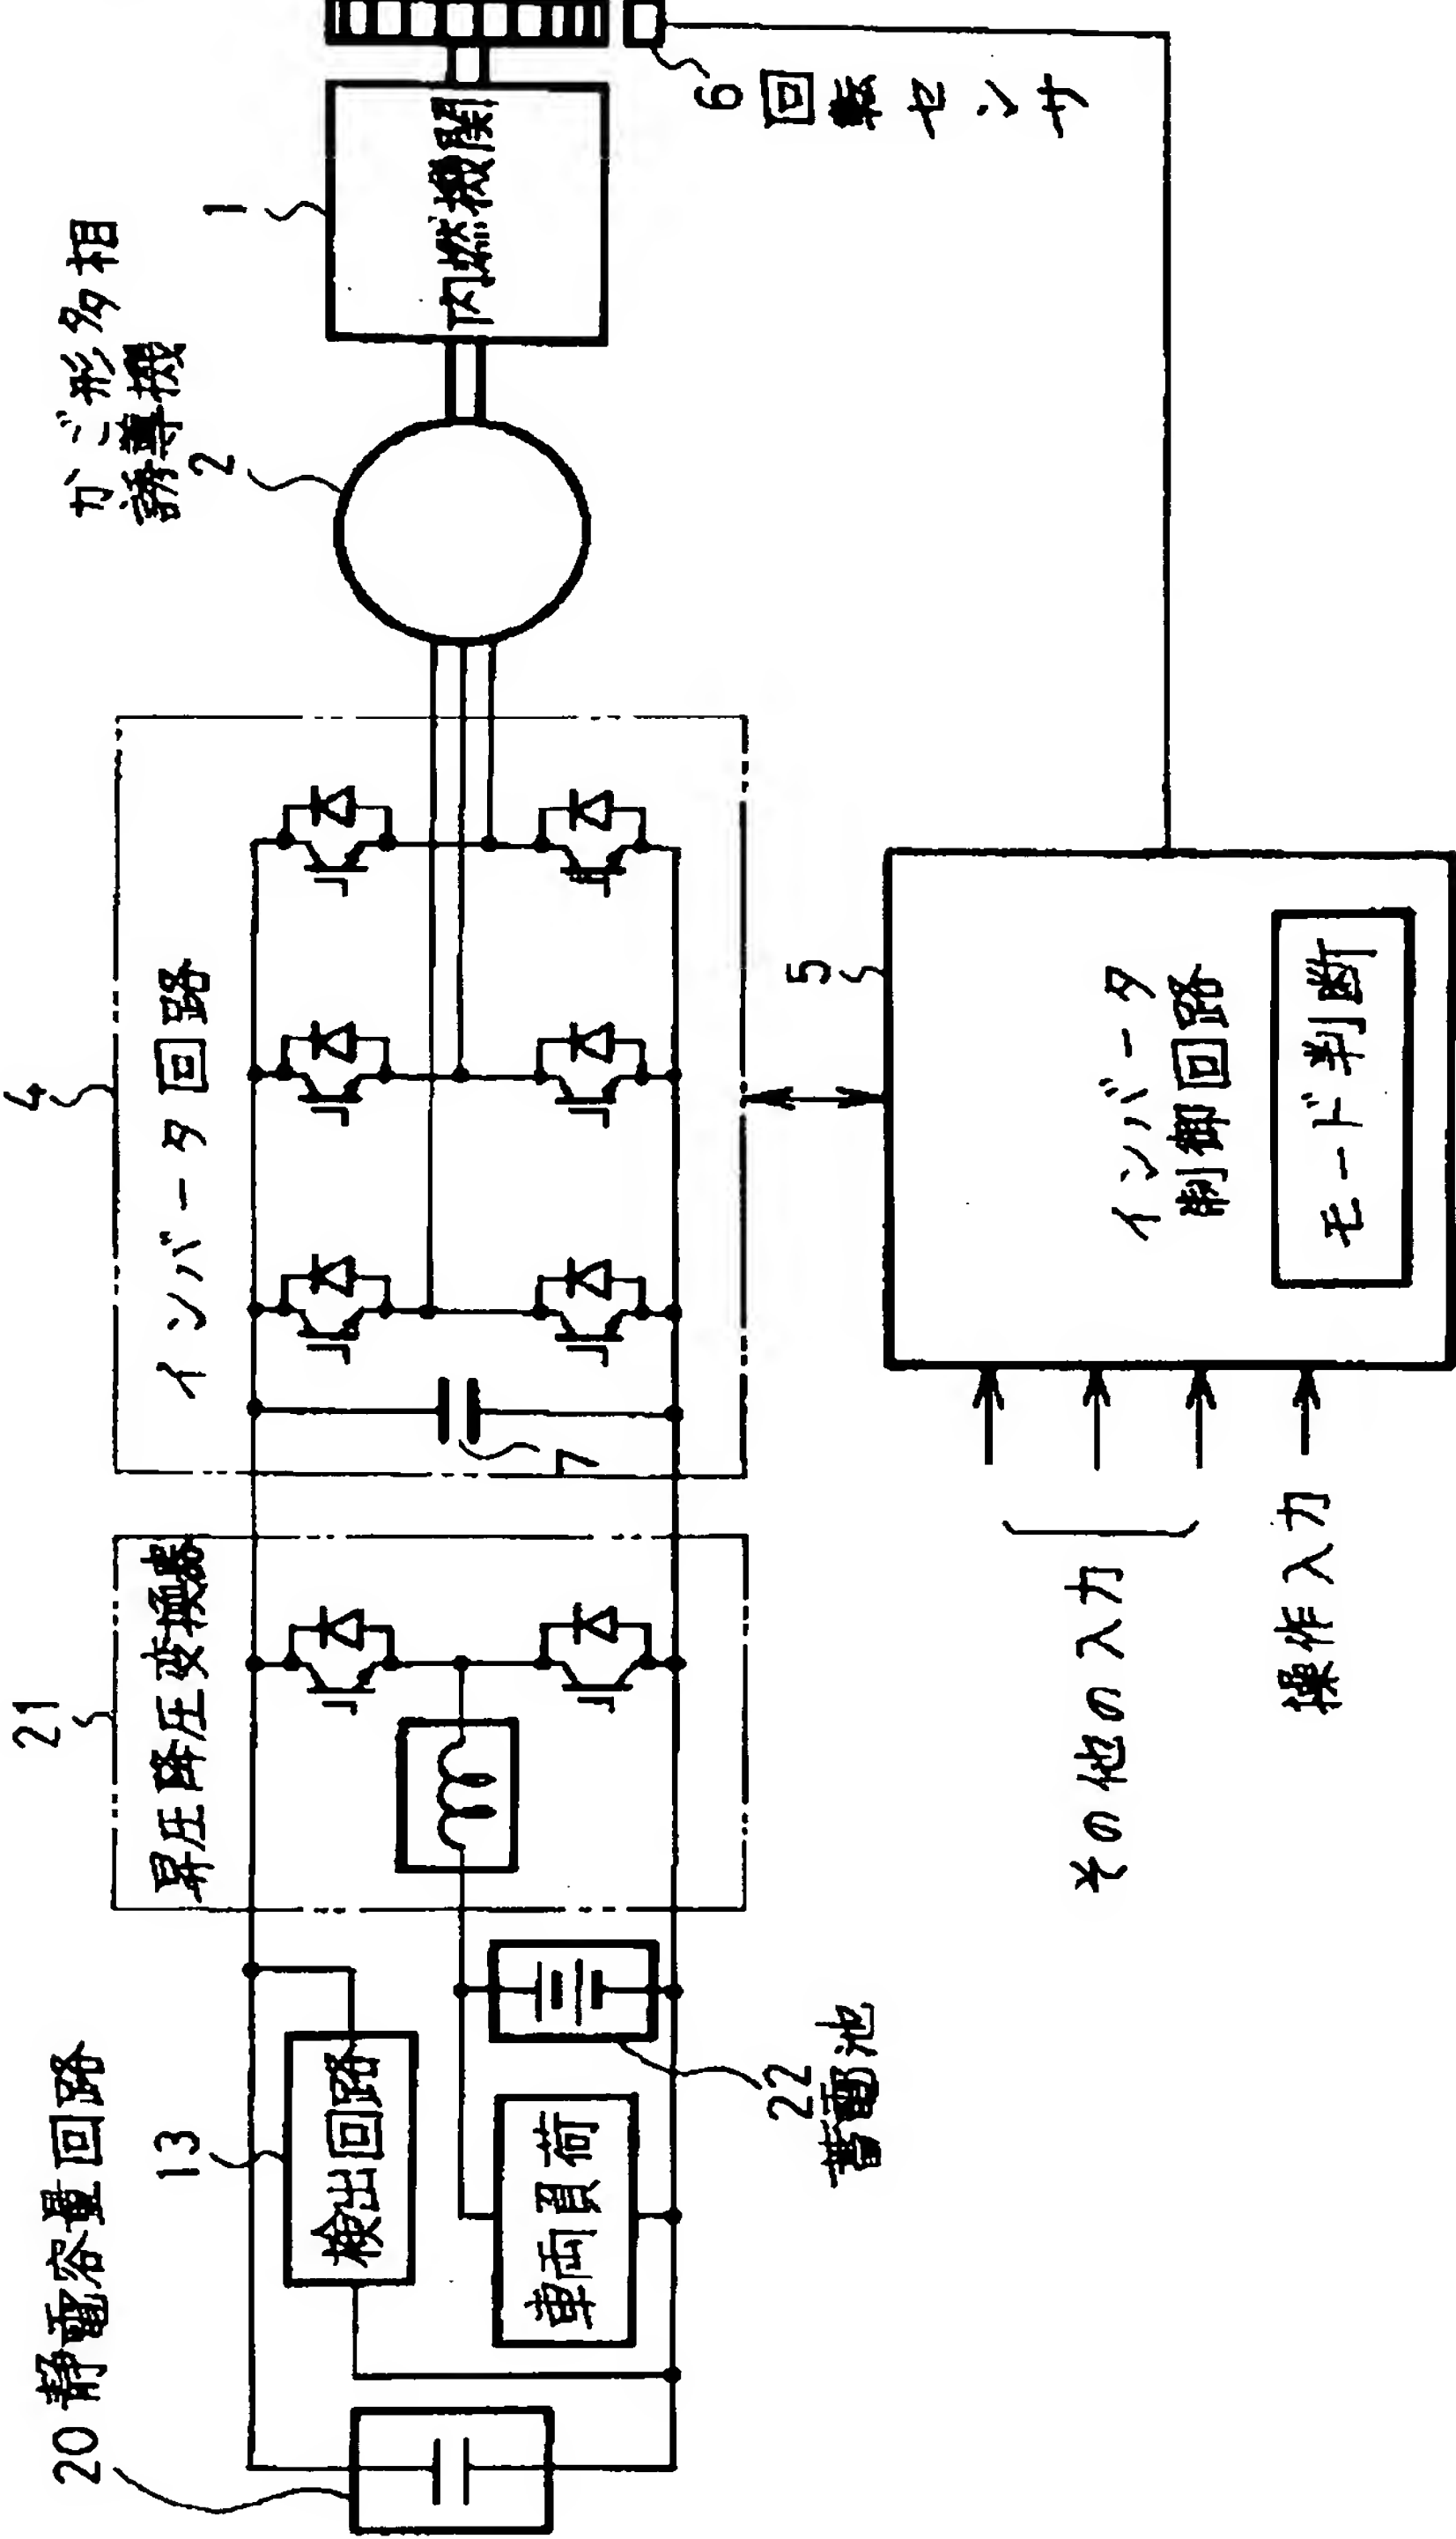 20 静電容量回路
13
検出回路
車両負荷
22
蓄電池
21
昇圧降圧変換器
4
インバータ回路
7
かご形多相
誘導機
2
1
内燃機関
6 回転センサ
5
インバータ
制御回路
モード判断
その他の入力
操作入力